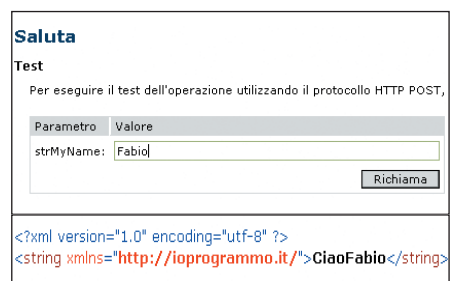 Saluta
Test
Per eseguire il test dell'operazione utilizzando il protocollo HTTP POST,
Parametro Valore
strMyName: Fabio
Richiama
<?xml version="1.0" encoding="utf-8" ?>
<string xmlns="http://ioprogrammo.it/">CiaoFabio</string>